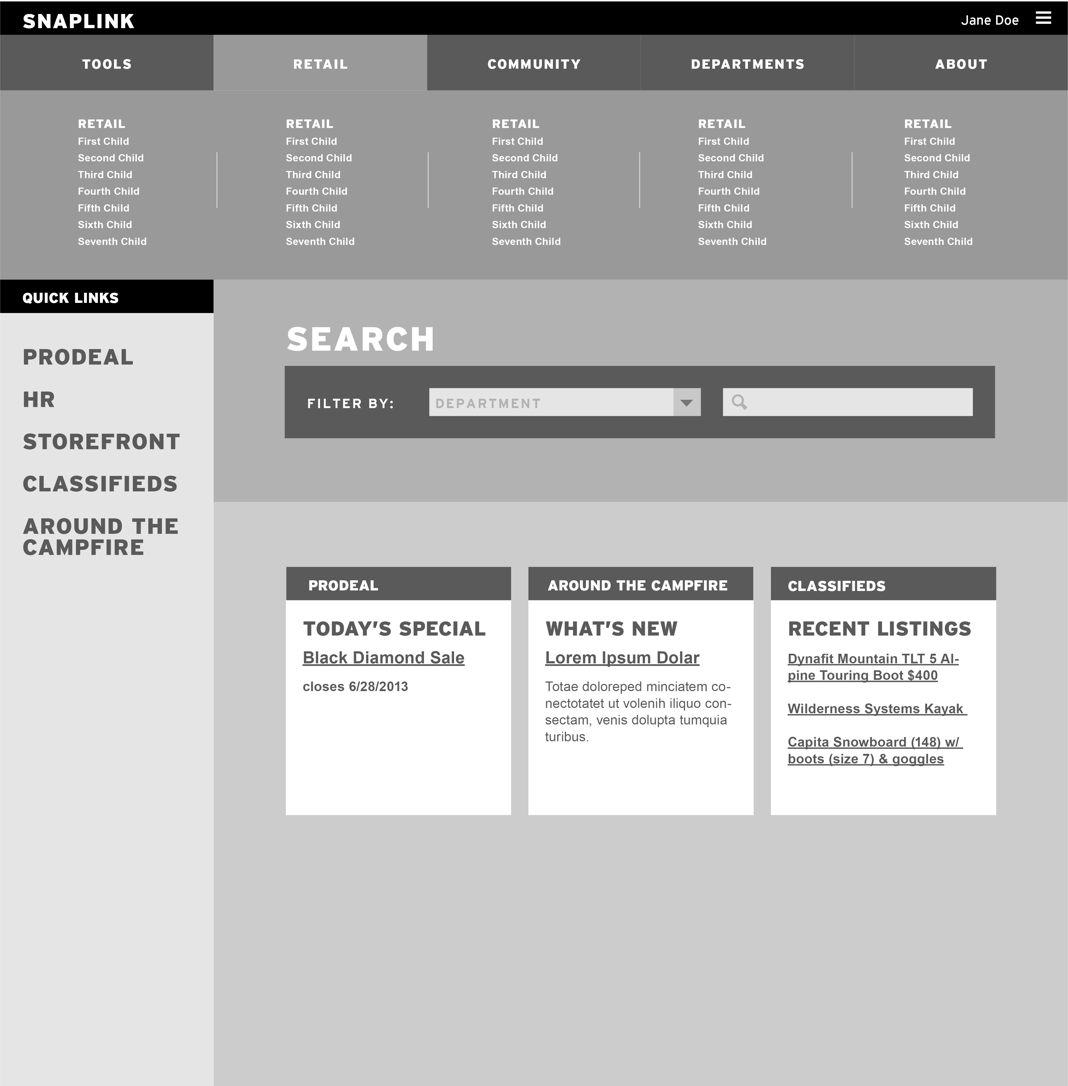 SNAPLINK
Jane Doe
TOOLS
RETAIL
COMMUNITY
DEPARTMENTS
ABOUT
RETAIL
First Child
Second Child
Third Child
Fourth Child
Fifth Child
Sixth Child
Seventh Child
RETAIL
First Child
Second Child
Third Child
Fourth Child
Fifth Child
Sixth Child
Seventh Child
RETAIL
First Child
Second Child
Third Child
Fourth Child
Fifth Child
Sixth Child
Seventh Child
RETAIL
First Child
Second Child
Third Child
Fourth Child
Fifth Child
Sixth Child
Seventh Child
RETAIL
First Child
Second Child
Third Child
Fourth Child
Fifth Child
Sixth Child
Seventh Child
QUICK LINKS
PRODEAL
HR
STOREFRONT
CLASSIFIEDS
AROUND THE
CAMPFIRE
SEARCH
FILTER BY:
DEPARTMENT
PRODEAL
TODAY’S SPECIAL
Black Diamond Sale
closes 6/28/2013
AROUND THE CAMPFIRE
WHAT’S NEW
Lorem Ipsum Dolar
Totae doloreped minciatem co-
nectotatet ut volenih iliquo con-
sectam, venis dolupta tumquia
turibus.
CLASSIFIEDS
RECENT LISTINGS
Dynafit Mountain TLT 5 Al-
pine Touring Boot $400
Wilderness Systems Kayak
Capita Snowboard (148) w/
boots (size 7) & goggles